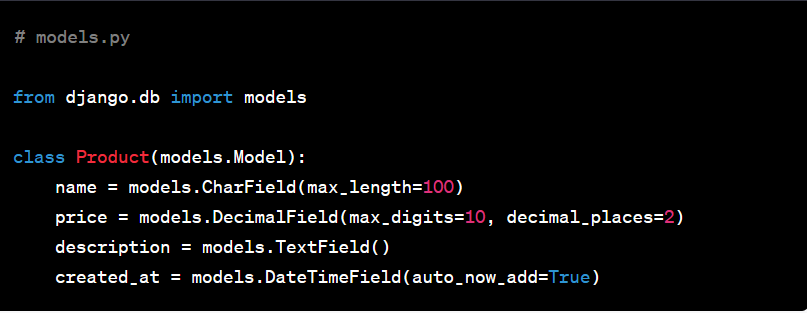 # models.py
from django.db import models
class Product(models.Model):
    name = models.CharField(max_length=100)
    price = models.DecimalField(max_digits=10, decimal_places=2)
    description = models.TextField()
    created_at = models.DateTimeField(auto_now_add=True)